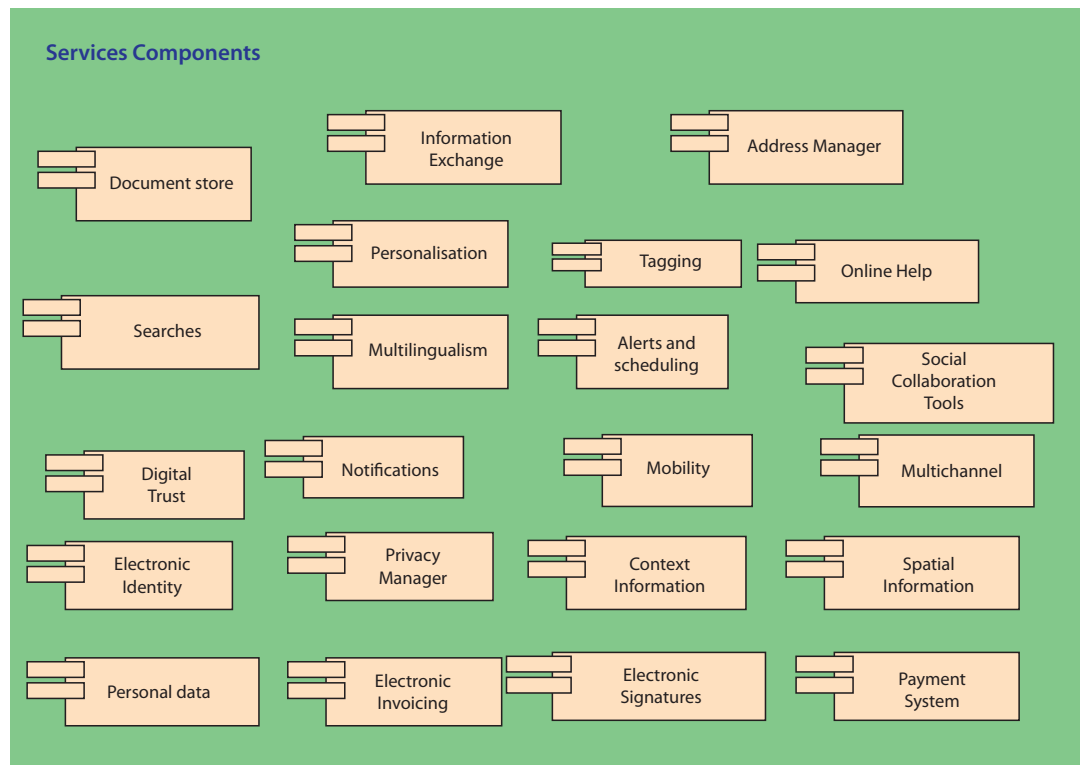 Services Components
Information
Exchange
Address Manager
Document store
Personalisation
Tagging
Online Help
Searches
Multilingualism
Alerts and
scheduling
Social
Collaboration
Tools
Digital
Trust
Notifications
Mobility
Multichannel
Electronic
Identity
Privacy
Manager
Context
Information
Spatial
Information
Personal data
Electronic
Invoicing
Electronic
Signatures
Payment
System